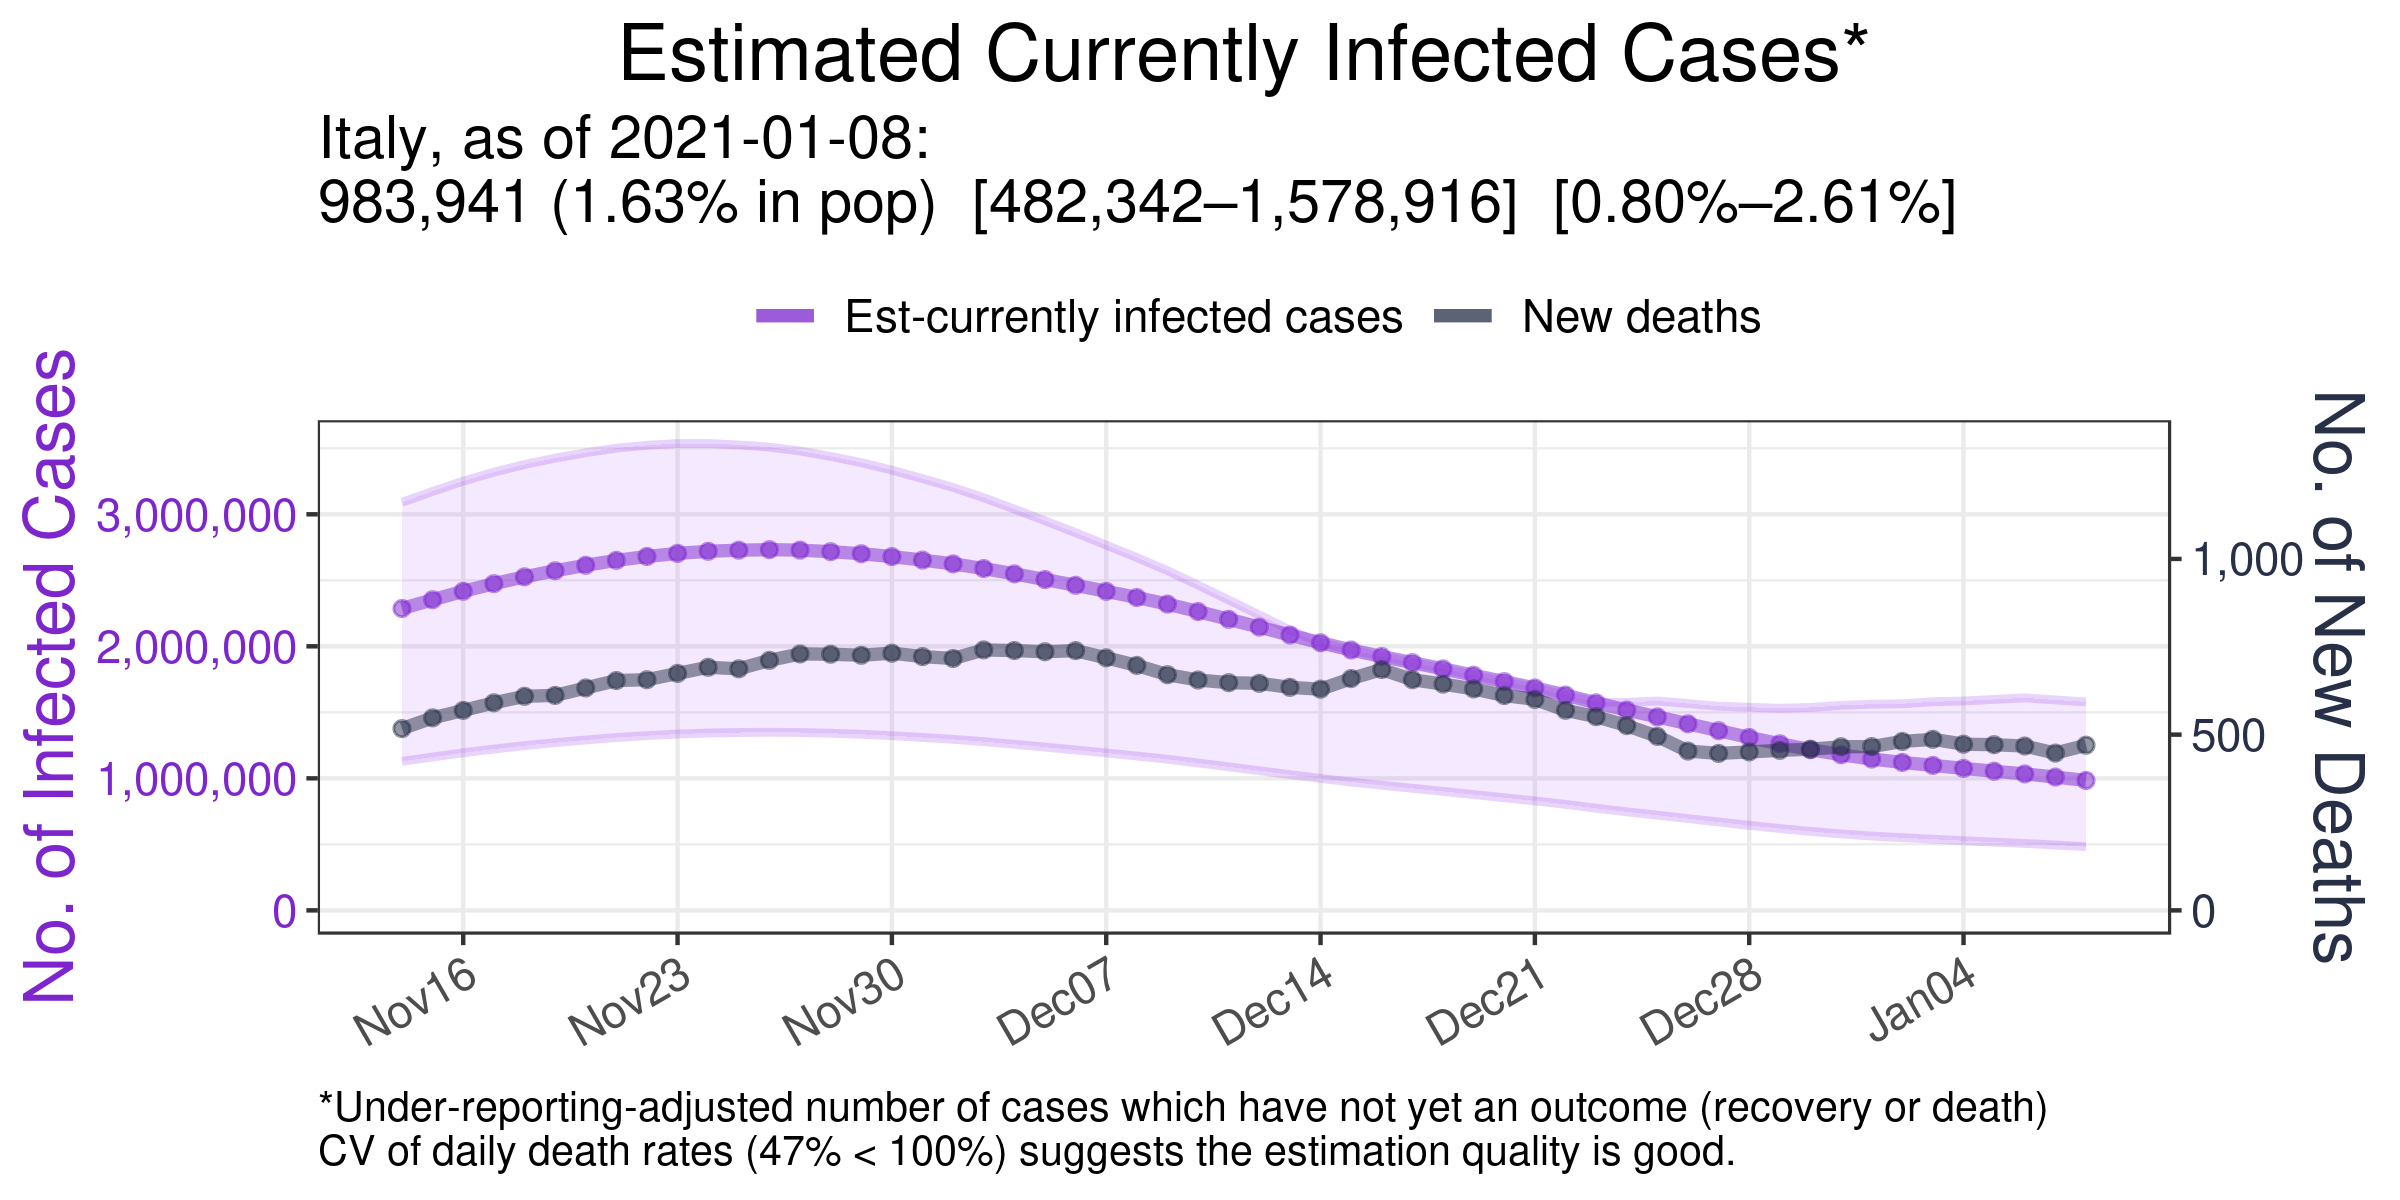 Estimated Currently Infected Cases*
Italy, as of 2021-01-08:
983,941 (1.63% in pop) [482,342–1,578,916] [0.80%–2.61%]
Est-currently infected cases New deaths
No. of Infected Cases
3,000,000
2,000,000
1,000,000
0
No. of New Deaths
1,000
500
0
Nov16 Nov23 Nov30 Dec07 Dec14 Dec21 Dec28 Jan04
*Under-reporting-adjusted number of cases which have not yet an outcome (recovery or death)
CV of daily death rates (47% < 100%) suggests the estimation quality is good.